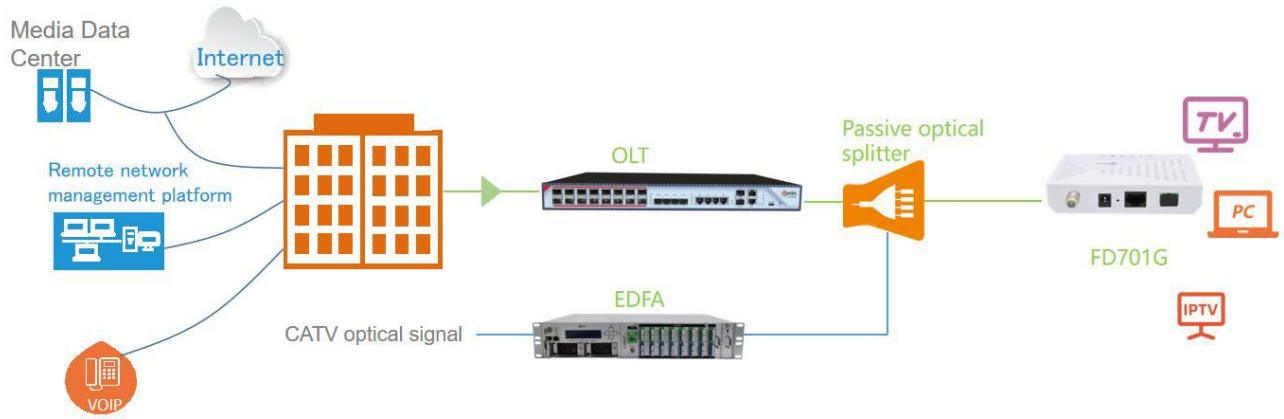 Media Data
Center
Internet
Remote network
management platform
VOIP
OLT
EDFA
CATV optical signal
Passive optical
splitter
FD701G
TV
PC
IPTV